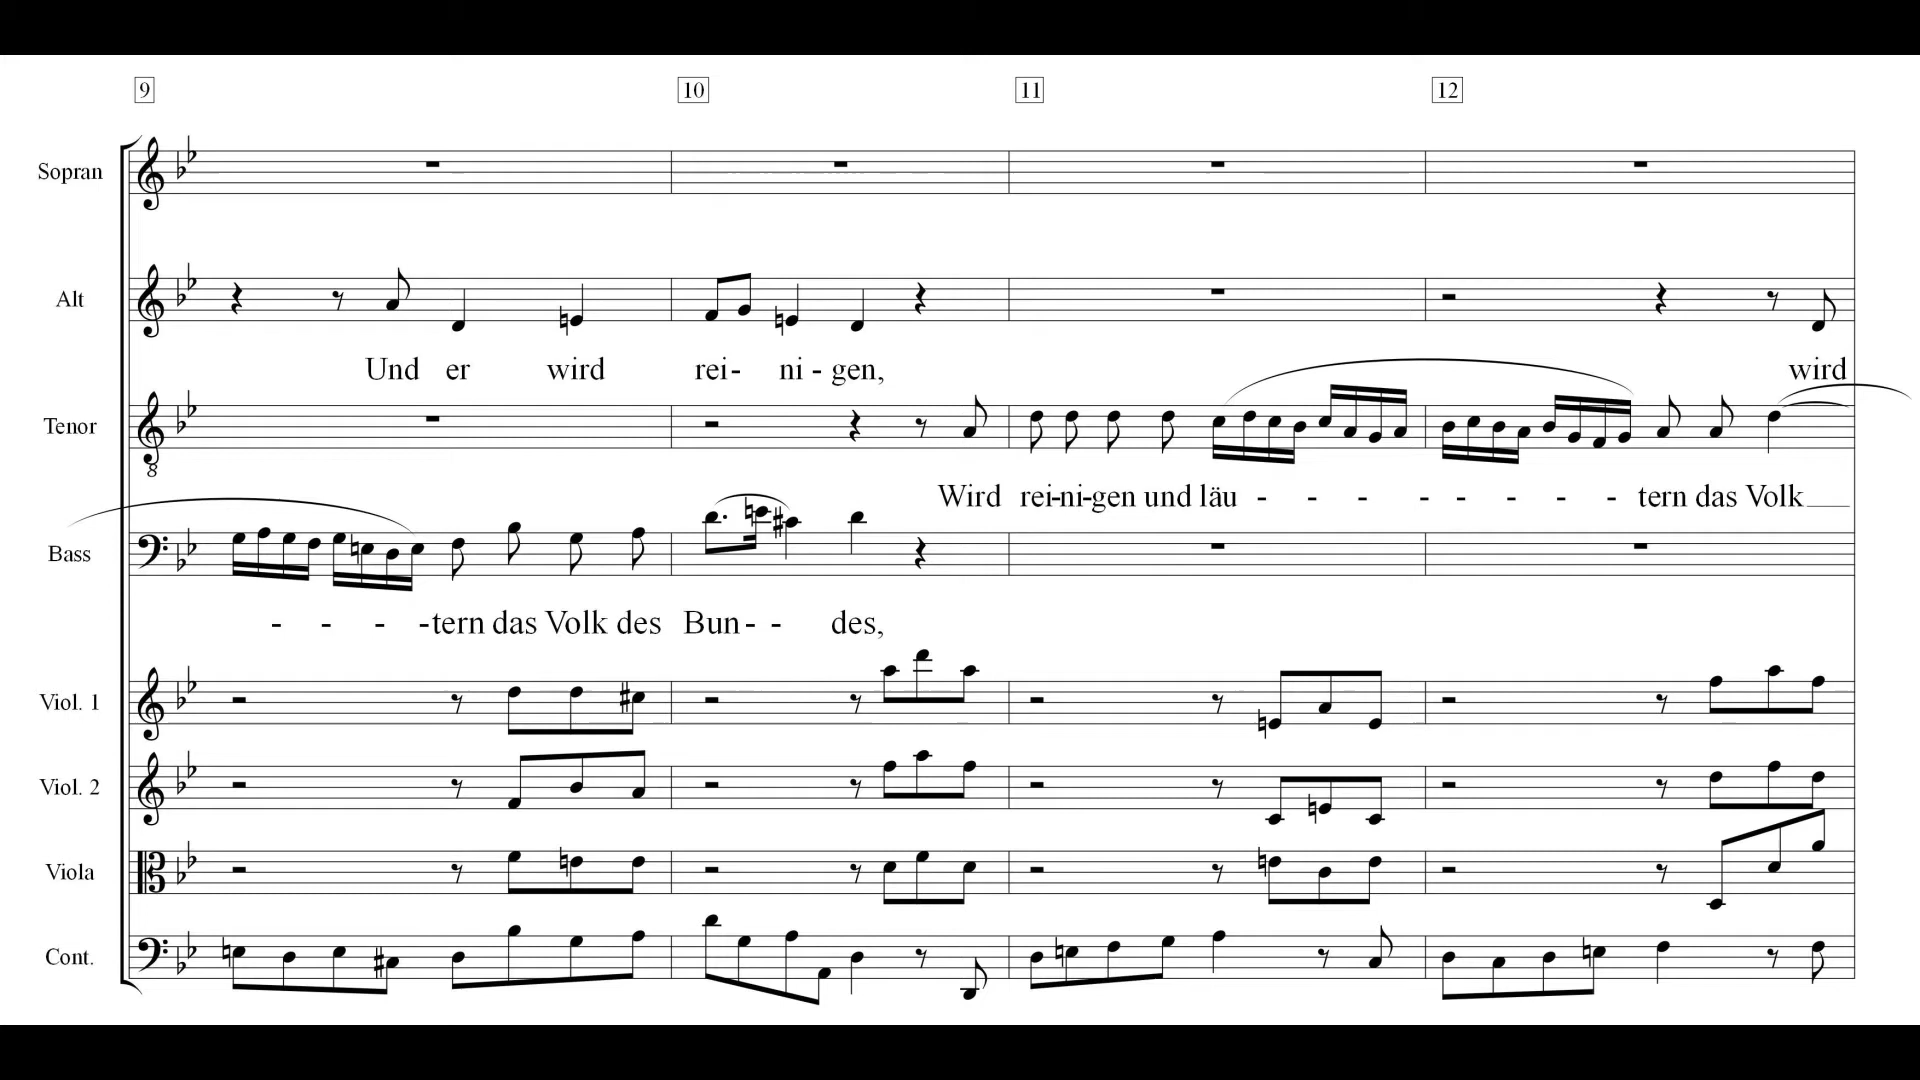 9 10 11 12
Sopran
Alt
Und er wird rei- ni - gen, wird
Tenor
8
Wird rei-ni-gen und läu - - - - - - - - tern das Volk
Bass
- - - -tern das Volk des Bun - - des,
Viol. 1
Viol. 2
Viola
Cont.